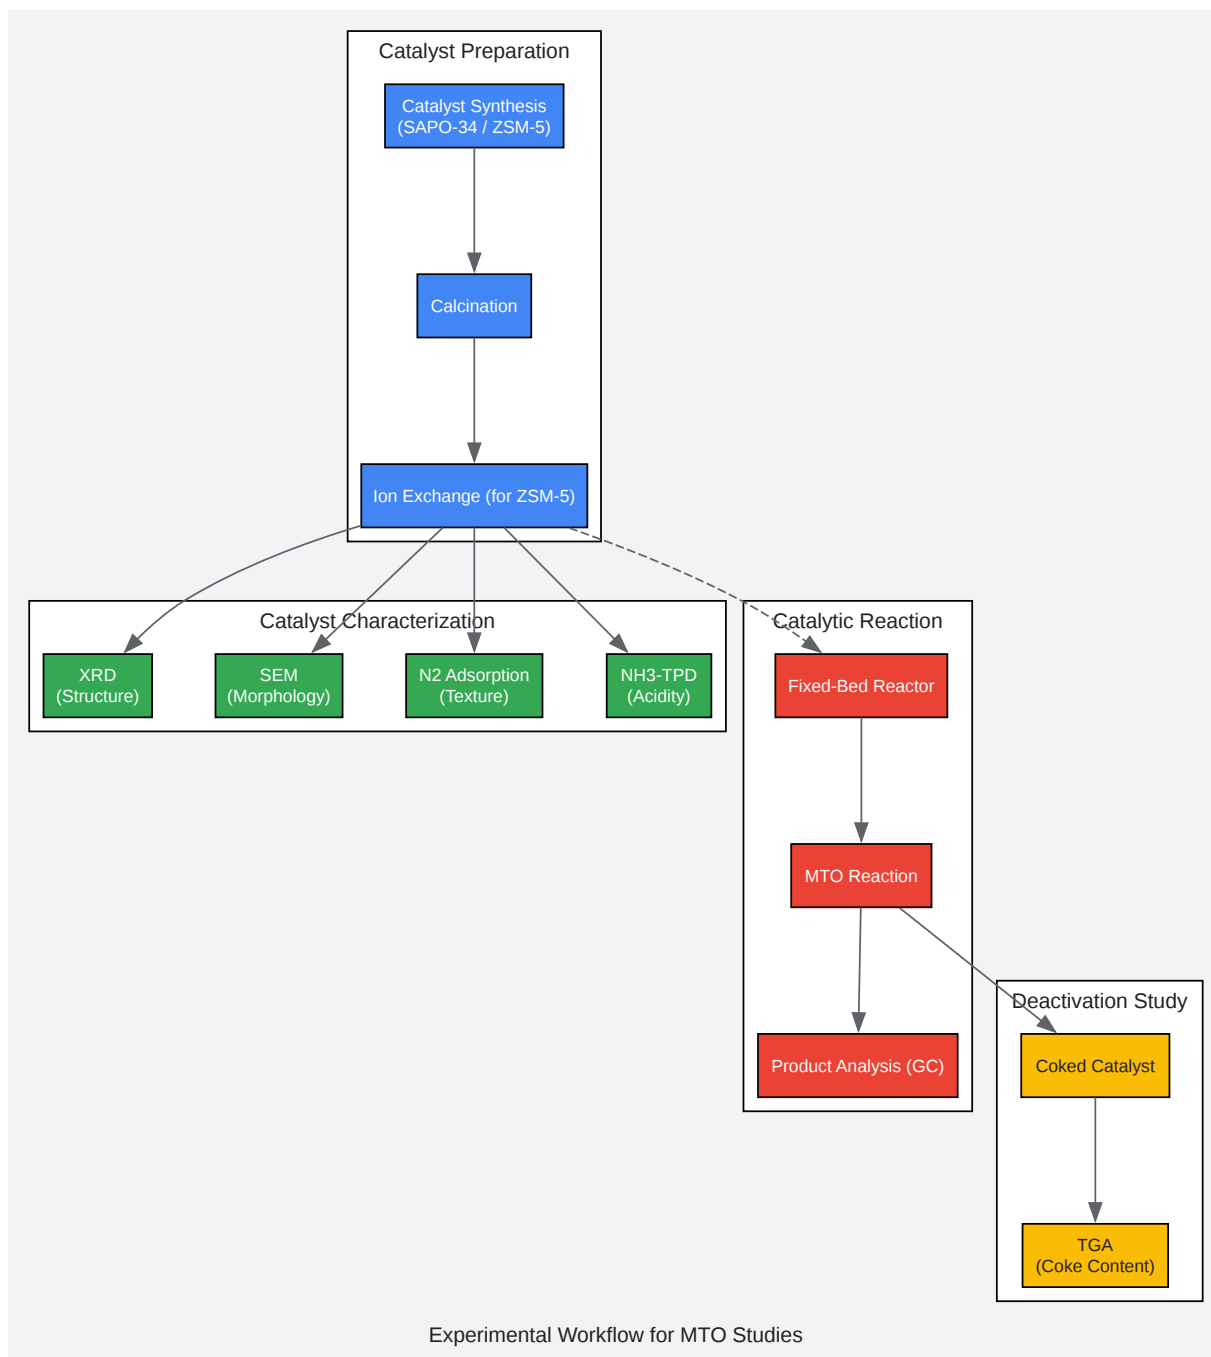 Catalyst Preparation
Catalyst Synthesis
(SAPO-34 / ZSM-5)
Calcination
Ion Exchange (for ZSM-5)
Catalyst Characterization
XRD
(Structure)
SEM
(Morphology)
N2 Adsorption
(Texture)
NH3-TPD
(Acidity)
Catalytic Reaction
Fixed-Bed Reactor
MTO Reaction
Product Analysis (GC)
Deactivation Study
Coked Catalyst
TGA
(Coke Content)
Experimental Workflow for MTO Studies